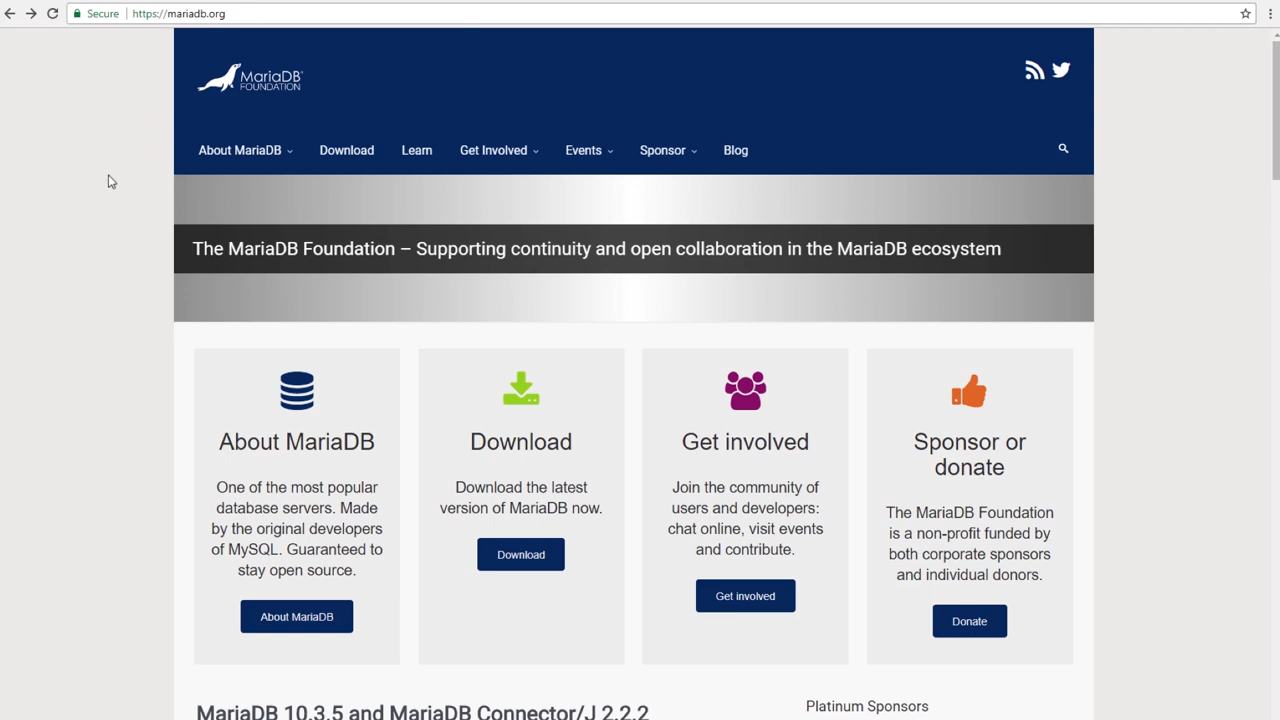 Secure
https://mariadb.org
MariaDB
FOUNDATION
About MariaDB
Download
Learn
Get Involved
Events
Sponsor
Blog
The MariaDB Foundation – Supporting continuity and open collaboration in the MariaDB ecosystem
About MariaDB
One of the most popular
database servers. Made
by the original developers
of MySQL. Guaranteed to
stay open source.
About MariaDB
Download
Download the latest
version of MariaDB now.
Download
Get involved
Join the community of
users and developers:
chat online, visit events
and contribute.
Get involved
Sponsor or
donate
The MariaDB Foundation
is a non-profit funded by
both corporate sponsors
and individual donors.
Donate
MariaDB 10.3.5 and MariaDB Connector/J 2.2.2
Platinum Sponsors